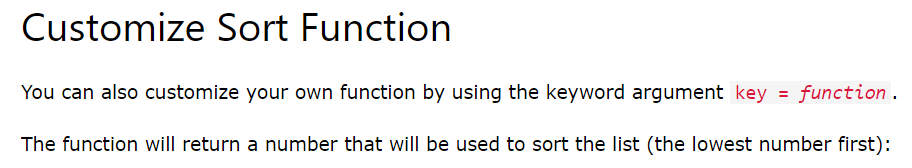 Customize Sort Function
You can also customize your own function by using the keyword argument key = function.
The function will return a number that will be used to sort the list (the lowest number first):